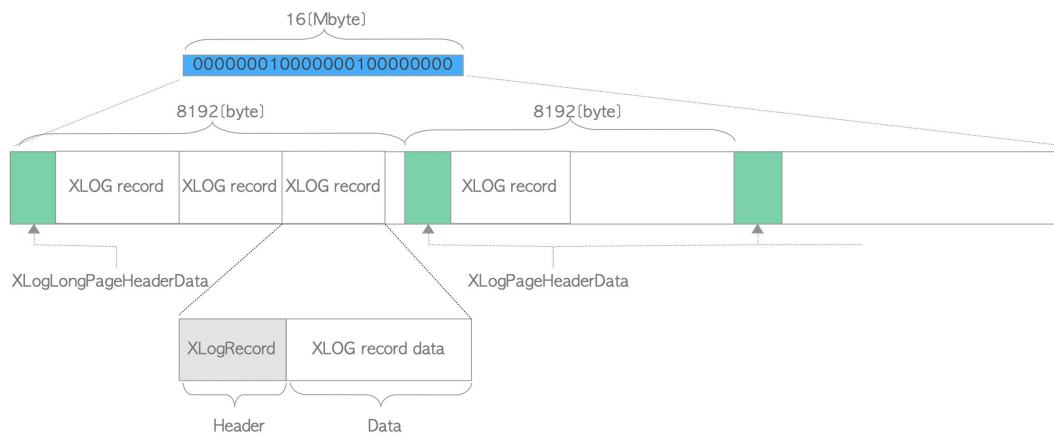 16[Mbyte]
000000010000000100000000
8192[byte]
8192[byte]
XLOG record
XLOG record
XLOG record
XLOG record
XLogLongPageHeaderData
XLogPageHeaderData
XLogRecord
XLOG record data
Header
Data